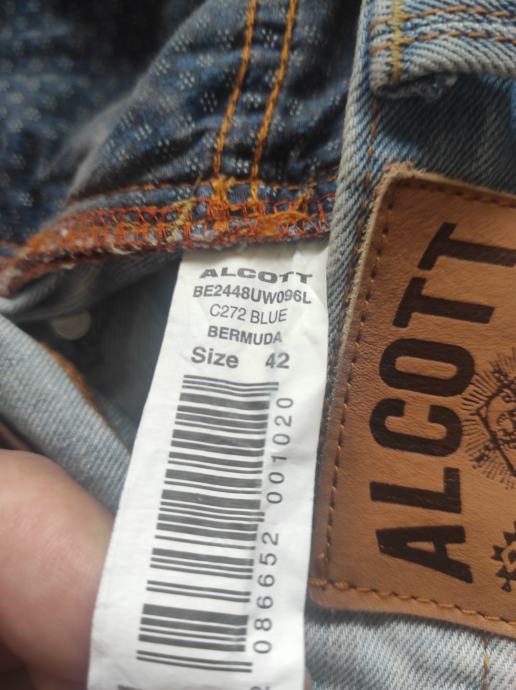 ALCOTT
BE2448UW096L
C272 BLUE
BERMUDA
Size 42
086652 001020
ALCOTT